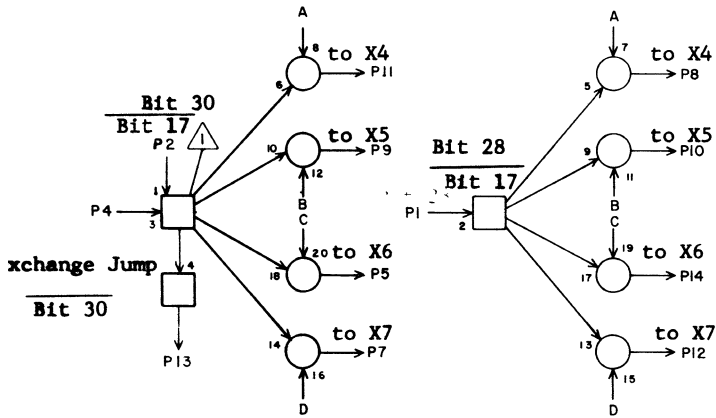 A
8 to X4
6 P11
Bit 30
Bit 17 1
P2
10 to X5
P9
12
1
P4
3
B
C
xchange Jump 4
Bit 30
20 to X6
18 P5
P13
14 to X7
P7
16
D
A
7 to X4
5 P8
Bit 28
Bit 17
9 to X5
P10
11
P1
2
B
C
19 to X6
17 P14
13 to X7
P12
15
D